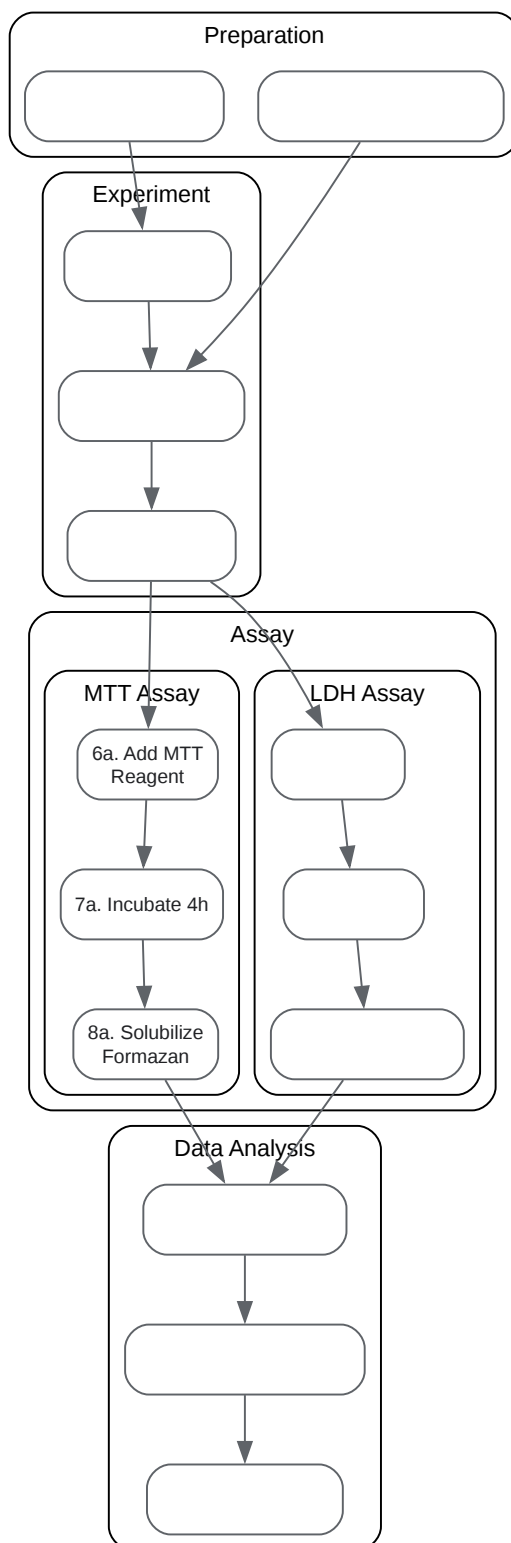 Preparation
Experiment
Assay
MTT Assay
LDH Assay
6a. Add MTT
Reagent
7a. Incubate 4h
8a. Solubilize
Formazan
Data Analysis